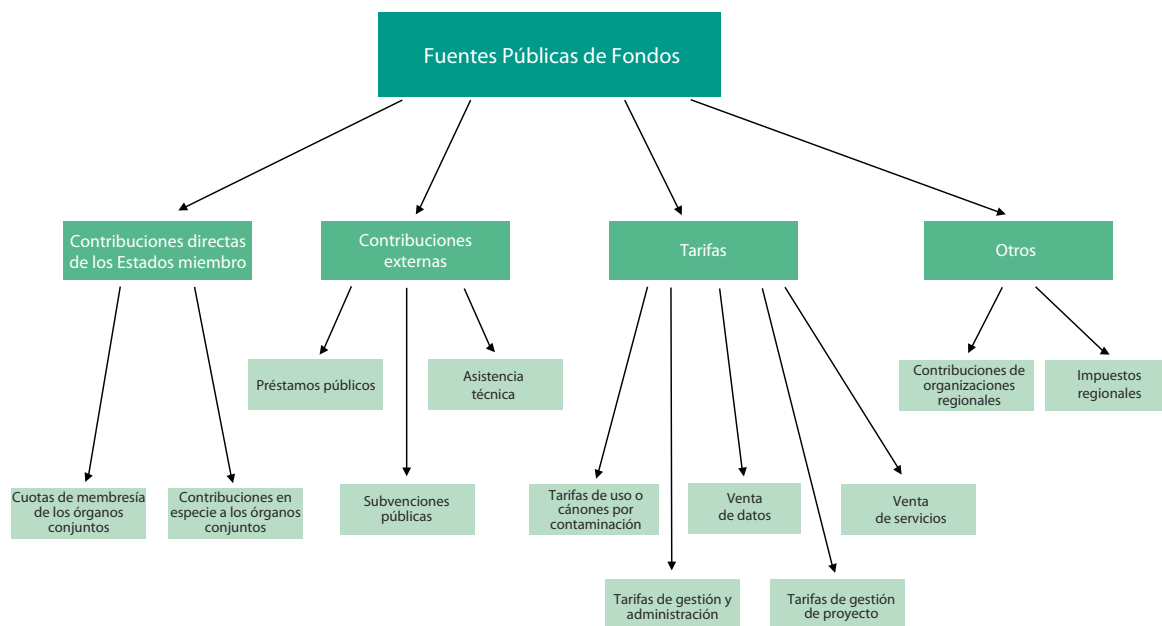 Fuentes Públicas de Fondos
Contribuciones directas
de los Estados miembro
Contribuciones
externas
Tarifas
Otros
Préstamos públicos
Asistencia
técnica
Contribuciones de
organizaciones
regionales
Impuestos
regionales
Cuotas de membresía
de los órganos
conjuntos
Contribuciones en
especie a los órganos
conjuntos
Subvenciones
públicas
Tarifas de uso o
cánones por
contaminación
Venta
de datos
Venta
de servicios
Tarifas de gestión y
administración
Tarifas de gestión
de proyecto